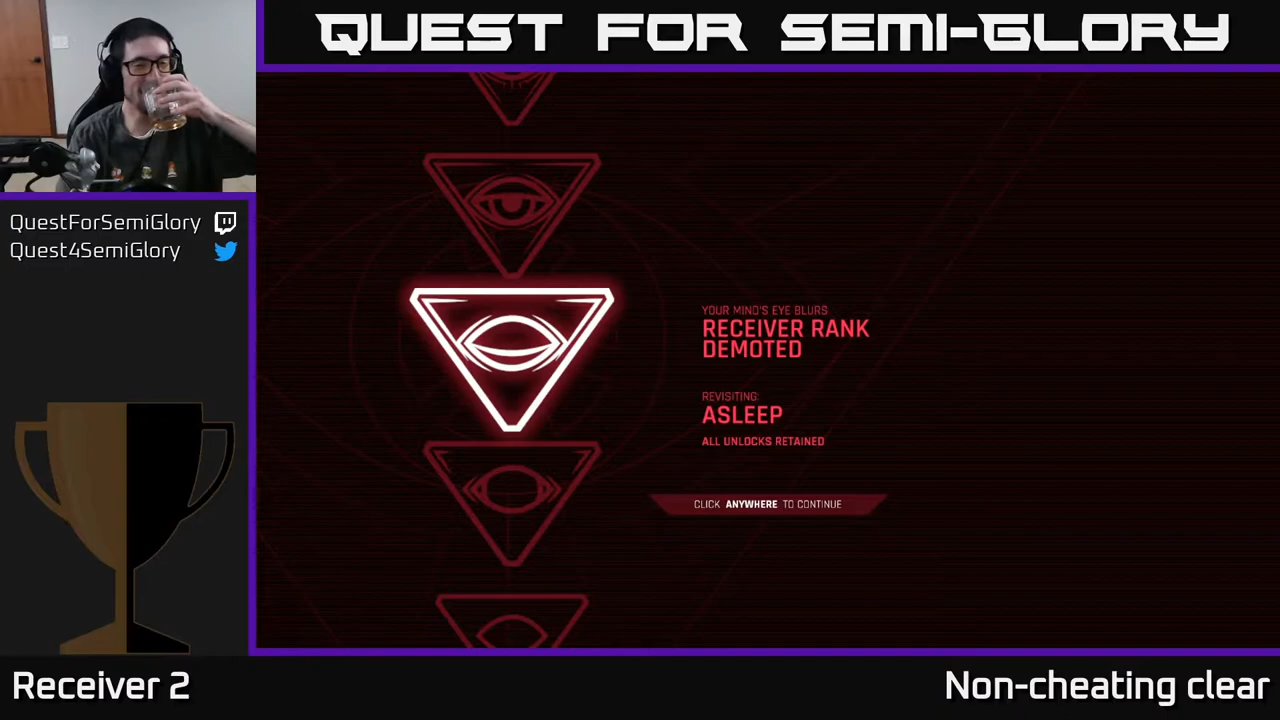 QUEST FOR SEMI-GLORY
QuestForSemiGlory
Quest4SemiGlory
YOUR MIND'S EYE BLURS
RECEIVER RANK
DEMOTED
REVISITING:
ASLEEP
ALL UNLOCKS RETAINED
CLICK ANYWHERE TO CONTINUE
Receiver 2
Non-cheating clear